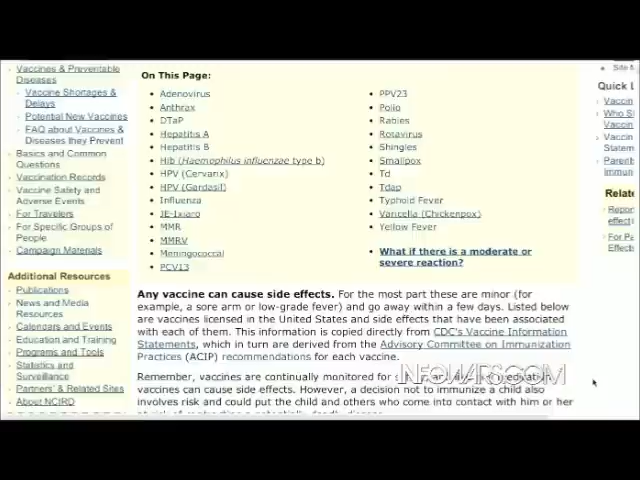 Vaccines & Preventable
Diseases
Vaccine Shortages &
Delays
Potential New Vaccines
FAQ about Vaccines &
Diseases they Prevent
Basics and Common
Questions
Vaccination Records
Vaccine Safety and
Adverse Events
For Travelers
For Specific Groups of
People
Campaign Materials
Additional Resources
Publications
News and Media
Resources
Calendars and Events
Education and Training
Programs and Tools
Statistics and
Surveillance
Partners' & Related Sites
About NCIRD
On This Page:
Adenovirus
Anthrax
DTaP
Hepatitis A
Hepatitis B
Hib (Haemophilus influenzae type b)
HPV (Cervarix)
HPV (Gardasil)
Influenza
JE-Ixiaro
MMR
MMRV
Meningococcal
PCV13
PPV23
Polio
Rabies
Rotavirus
Shingles
Smallpox
Td
Tdap
Typhoid Fever
Varicella (Chickenpox)
Yellow Fever
What if there is a moderate or
severe reaction?
Any vaccine can cause side effects. For the most part these are minor (for
example, a sore arm or low-grade fever) and go away within a few days. Listed below
are vaccines licensed in the United States and side effects that have been associated
with each of them. This information is copied directly from CDC's Vaccine Information
Statements, which in turn are derived from the Advisory Committee on Immunization
Practices (ACIP) recommendations for each vaccine.
Remember, vaccines are continually monitored for
vaccines can cause side effects. However, a decision not to immunize a child also
involves risk and could put the child and others who come into contact with him or her
INFOWARS.COM
Site
Quick L
Vaccin
Who S
Vaccin
Vaccin
Statem
Parent
Immun
Relate
Repor
effect
For Pa
Effects